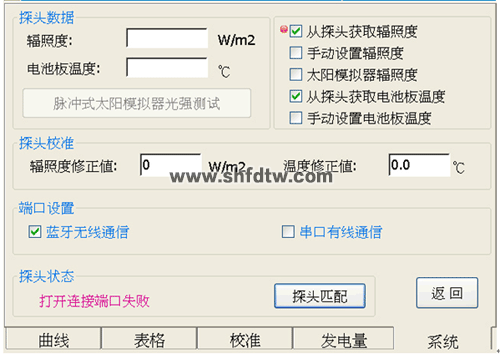 探头数据
辐照度: W/m2
电池板温度: ℃
脉冲式太阳模拟器光强测试
从探头获取辐照度
手动设置辐照度
太阳模拟器辐照度
从探头获取电池板温度
手动设置电池板温度
探头校准
辐照度修正值: 0 W/m2 温度修正值: 0.0 ℃
www.shfdtw.com
端口设置
蓝牙无线通信 串口有线通信
探头状态
打开连接端口失败 探头匹配 返 回
曲线 表格 校准 发电量 系统